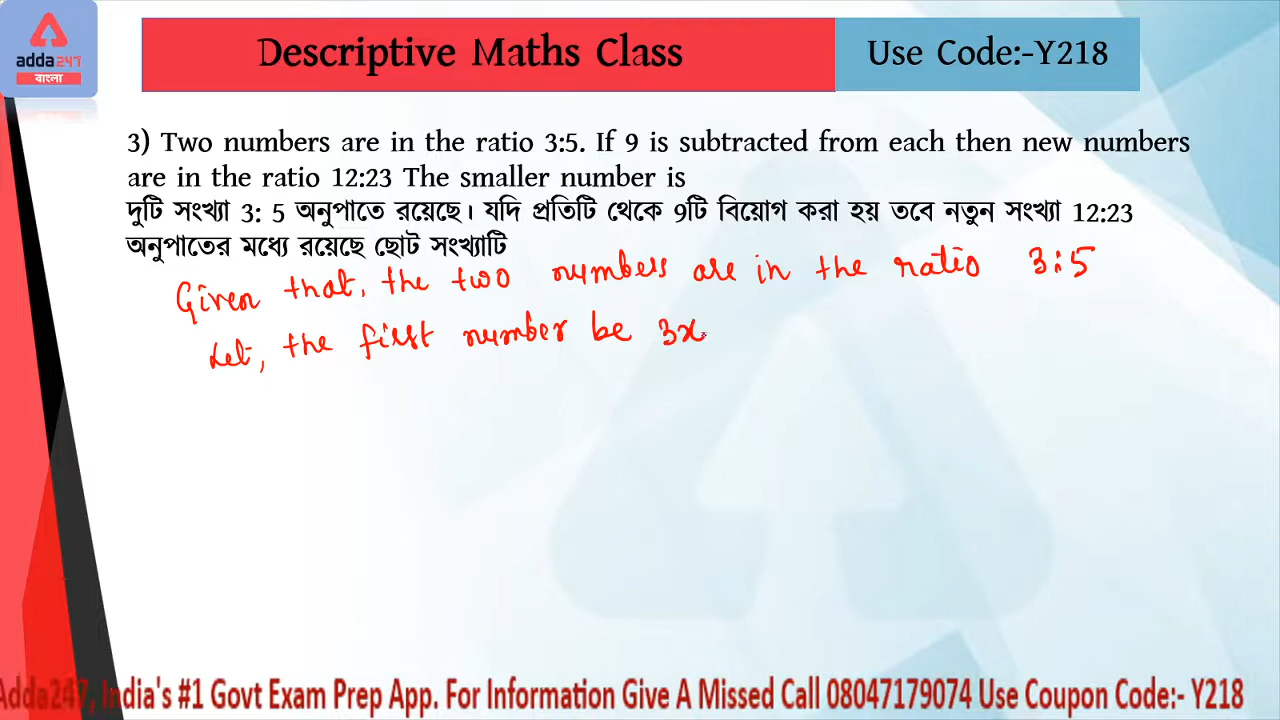 adda247
বাংলা
Descriptive Maths Class
Use Code:-Y218
3) Two numbers are in the ratio 3:5. If 9 is subtracted from each then new numbers
are in the ratio 12:23 The smaller number is
দুটি সংখ্যা 3: 5 অনুপাতে রয়েছে। যদি প্রতিটি থেকে 9টি বিয়োগ করা হয় তবে নতুন সংখ্যা 12:23
অনুপাতের মধ্যে রয়েছে ছোট সংখ্যাটি
Given that, the two numbers are in the ratio 3:5
Let, the first number be 3x
Adda247, India's #1 Govt Exam Prep App. For Information Give A Missed Call 08047179074 Use Coupon Code:- Y218